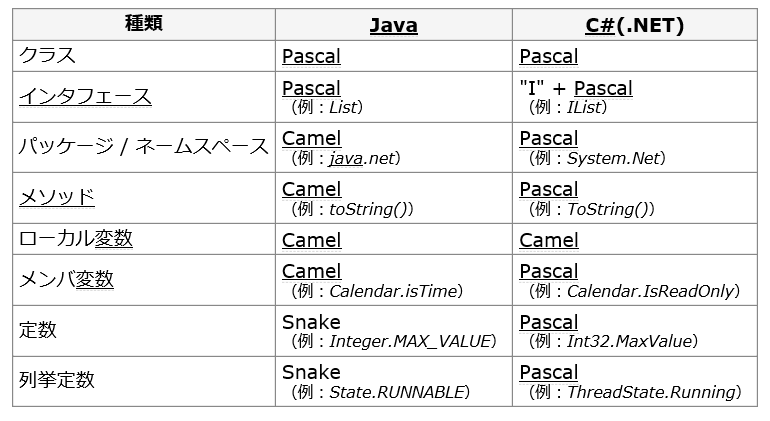 種類 Java C#(.NET)
クラス Pascal Pascal
インタフェース Pascal "I" + Pascal
（例：List） （例：IList）
パッケージ / ネームスペース Camel Pascal
（例：java.net） （例：System.Net）
メソッド Camel Pascal
（例：toString()） （例：ToString()）
ローカル変数 Camel Camel
メンバ変数 Camel Pascal
（例：Calendar.isTime） （例：Calendar.IsReadOnly）
定数 Snake Pascal
（例：Integer.MAX_VALUE） （例：Int32.MaxValue）
列挙定数 Snake Pascal
（例：State.RUNNABLE） （例：ThreadState.Running）